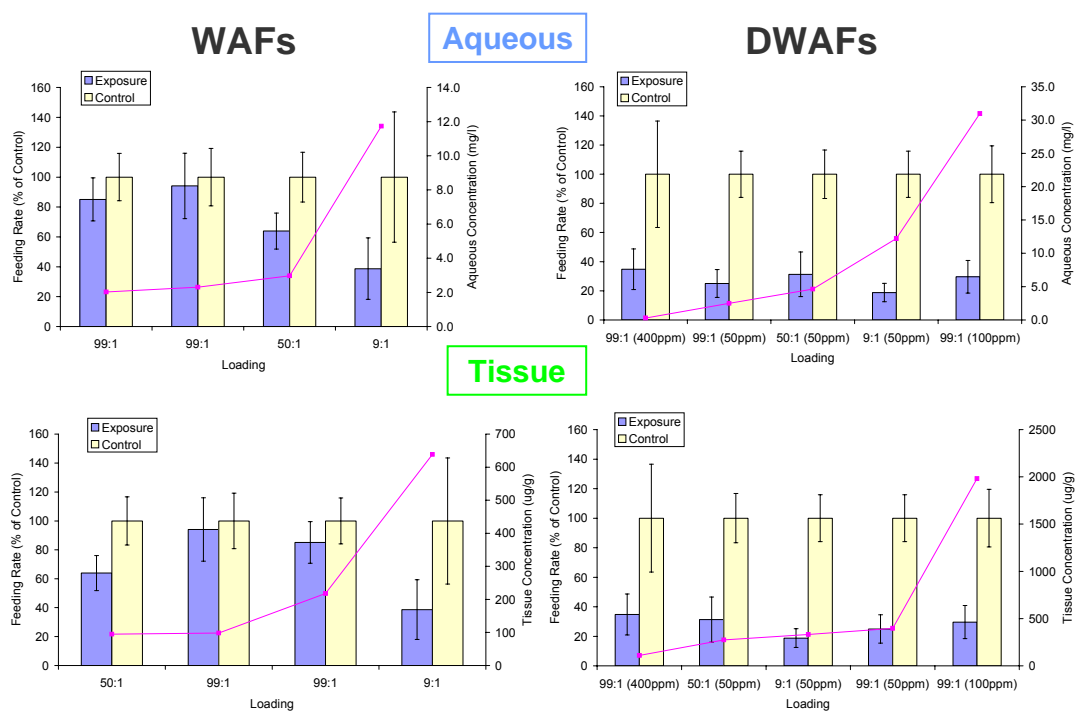 WAFs
Aqueous
DWAFs
Exposure
Control
Feeding Rate (% of Control)
160
140
120
100
80
60
40
20
0
14.0
12.0
10.0
8.0
6.0
4.0
2.0
0.0
Aqueous Concentration (mg/l)
99:1 99:1 50:1 9:1
Loading
Exposure
Control
Feeding Rate (% of Control)
160
140
120
100
80
60
40
20
0
35.0
30.0
25.0
20.0
15.0
10.0
5.0
0.0
Aqueous Concentration (mg/l)
99:1 (400ppm) 99:1 (50ppm) 50:1 (50ppm) 9:1 (50ppm) 99:1 (100ppm)
Loading
Tissue
Exposure
Control
Feeding Rate (% of Control)
160
140
120
100
80
60
40
20
0
700
600
500
400
300
200
100
0
Tissue Concentration (ug/g)
50:1 99:1 99:1 9:1
Loading
Exposure
Control
Feeding Rate (% of Control)
160
140
120
100
80
60
40
20
0
2500
2000
1500
1000
500
0
Tissue Concentration (ug/g)
99:1 (400ppm) 50:1 (50ppm) 9:1 (50ppm) 99:1 (50ppm) 99:1 (100ppm)
Loading